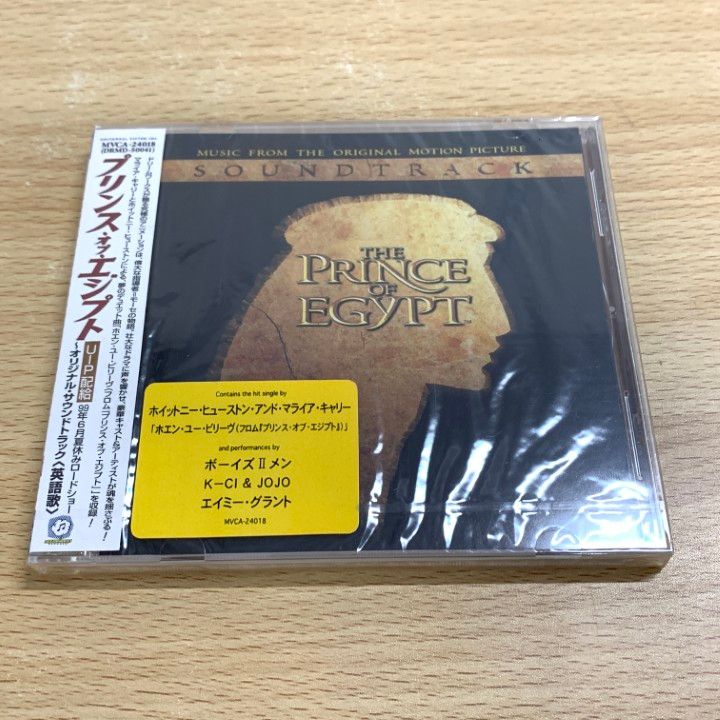 MVCA-24018
(DRMD-50041)
プリンス・オブ・エジプト
UIP配給
'99年6月夏休みロードショー
〜オリジナル・サウンドトラック〈英語歌〉
MUSIC FROM THE ORIGINAL MOTION PICTURE
SOUNDTRACK
THE
PRINCE
OF
EGYPT
Contains the hit single by
ホイットニー・ヒューストン・アンド・マライア・キャリー
「ホエン・ユー・ビリーヴ(フロム『プリンス・オブ・エジプト』)」
and performances by
ボーイズⅡメン
K-CI & JOJO
エイミー・グラント
MVCA-24018